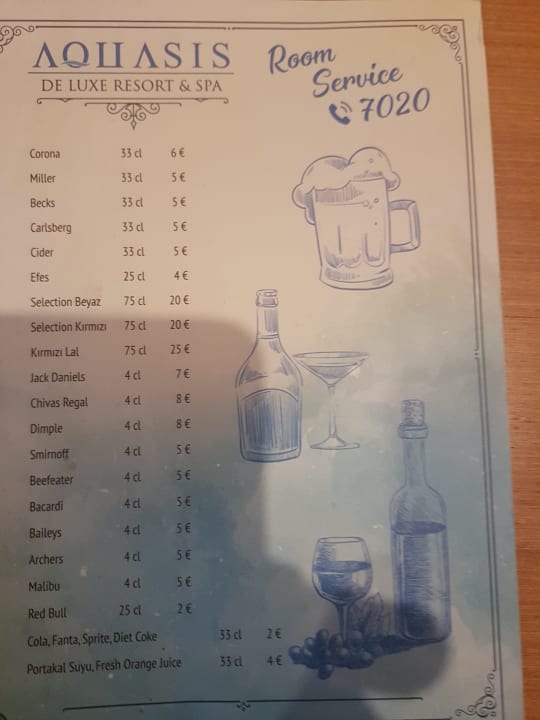 AQUASIS
DE LUXE RESORT & SPA
Room
Service
7020
Corona 33 cl 6 €
Miller 33 cl 5 €
Becks 33 cl 5 €
Carlsberg 33 cl 5 €
Cider 33 cl 5 €
Efes 25 cl 4 €
Selection Beyaz 75 cl 20 €
Selection Kırmızı 75 cl 20 €
Kırmızı Lal 75 cl 25 €
Jack Daniels 4 cl 7 €
Chivas Regal 4 cl 8 €
Dimple 4 cl 8 €
Smirnoff 4 cl 5 €
Beefeater 4 cl 5 €
Bacardi 4 cl 5 €
Baileys 4 cl 5 €
Archers 4 cl 5 €
Malibu 4 cl 5 €
Red Bull 25 cl 2 €
Cola, Fanta, Sprite, Diet Coke 33 cl 2 €
Portakal Suyu, Fresh Orange Juice 33 cl 4 €